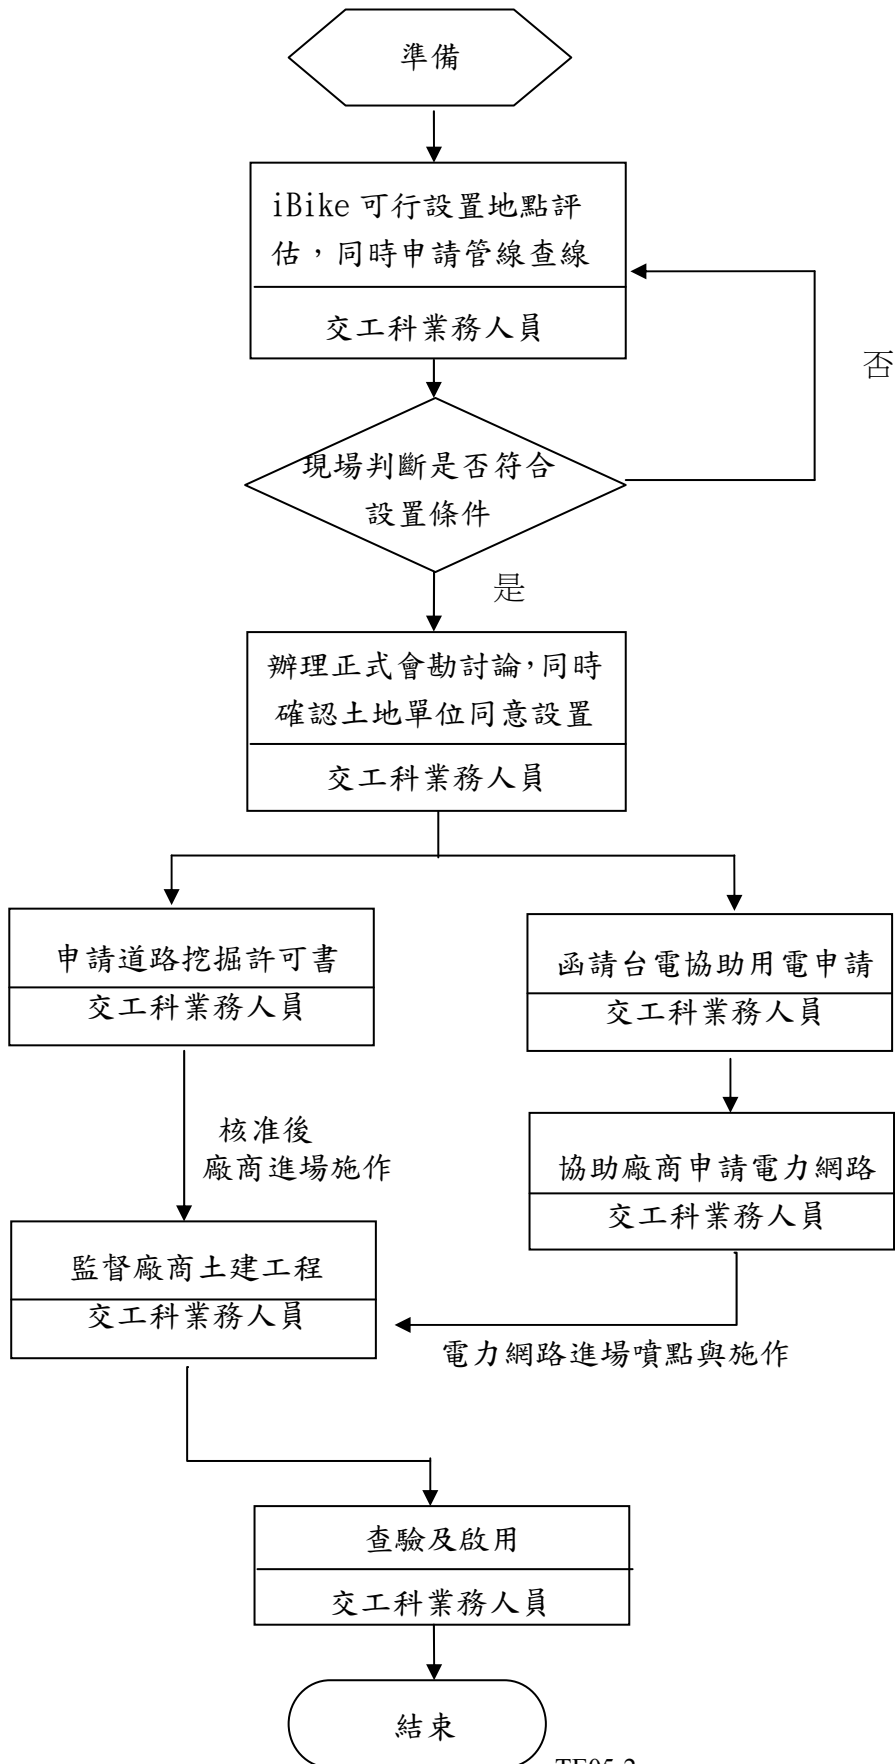 準備
iBike 可行設置地點評
估，同時申請管線查線
交工科業務人員
否
現場判斷是否符合
設置條件
是
辦理正式會勘討論，同時
確認土地單位同意設置
交工科業務人員
申請道路挖掘許可書
交工科業務人員
函請台電協助用電申請
交工科業務人員
核准後
廠商進場施作
協助廠商申請電力網路
交工科業務人員
監督廠商土建工程
交工科業務人員
電力網路進場噴點與施作
查驗及啟用
交工科業務人員
結束